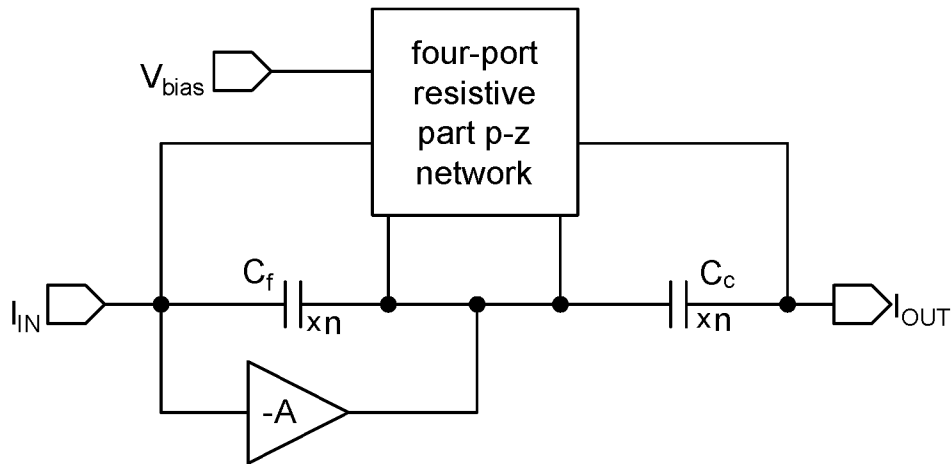 four-port
resistive
part p-z
network
V_bias
C_f
xn
C_c
xn
I_IN
I_OUT
-A